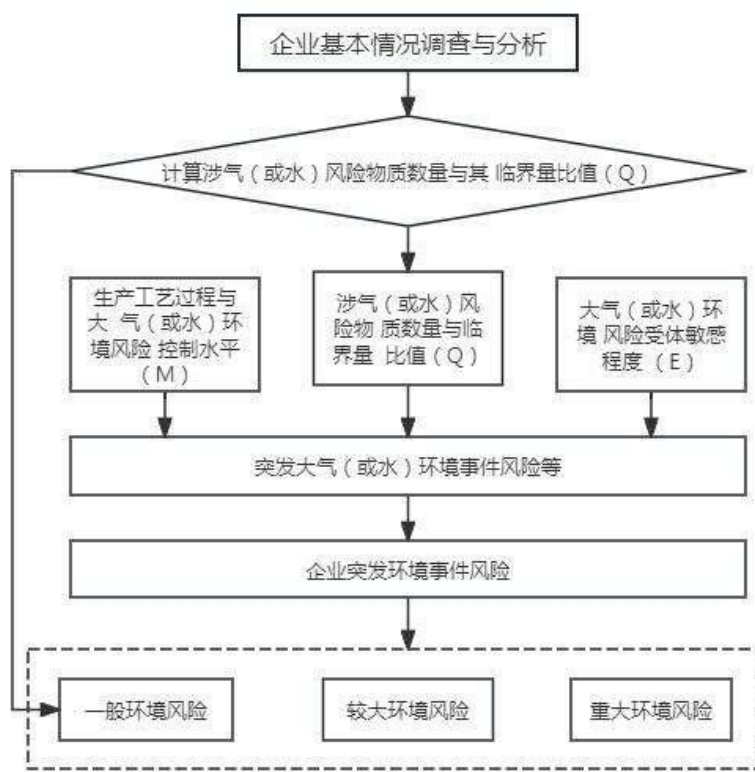 企业基本情况调查与分析
计算涉气（或水）风险物质数量与其 临界量比值（Q）
生产工艺过程与
大 气（或水）环
境风险 控制水平
（M）
涉气（或水）风
险物 质数量与临
界量 比值（Q）
大气（或水）环
境 风险受体敏感
程度 （E）
突发大气（或水）环境事件风险等
企业突发环境事件风险
一般环境风险
较大环境风险
重大环境风险